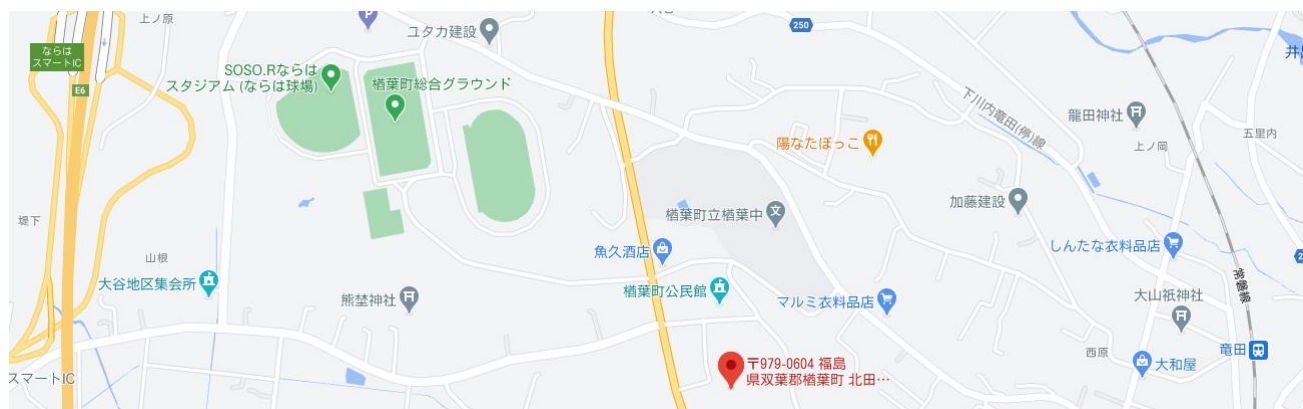 上ノ原
ユタカ建設
250
ならは
スマートIC
SOSO.Rならは
スタジアム (ならは球場)
楢葉町総合グラウンド
E6
下川内竜田(停)線
龍田神社
五里内
上ノ岡
陽なたぼっこ
加藤建設
堤下
楢葉町立楢葉中
文
魚久酒店
しんたな衣料品店
山根
大谷地区集会所
熊埜神社
楢葉町公民館
マルミ衣料品店
大山祇神社
常磐線
西原
竜田
大和屋
スマートIC
〒979-0604 福島
県双葉郡楢葉町 北田…